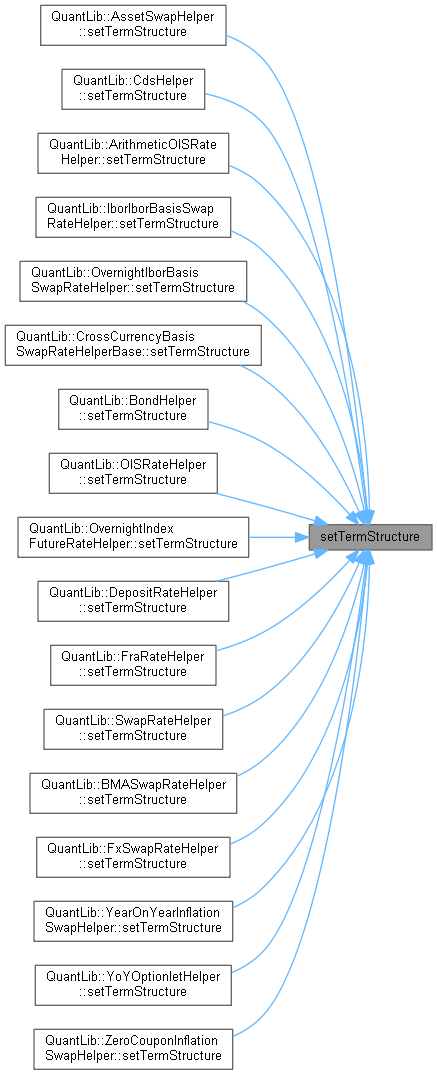 QuantLib::AssetSwapHelper
::setTermStructure
QuantLib::CdsHelper
::setTermStructure
QuantLib::ArithmeticOISRate
Helper::setTermStructure
QuantLib::IborIborBasisSwap
RateHelper::setTermStructure
QuantLib::OvernightIborBasis
SwapRateHelper::setTermStructure
QuantLib::CrossCurrencyBasis
SwapRateHelperBase::setTermStructure
QuantLib::BondHelper
::setTermStructure
QuantLib::OISRateHelper
::setTermStructure
QuantLib::OvernightIndex
FutureRateHelper::setTermStructure
setTermStructure
QuantLib::DepositRateHelper
::setTermStructure
QuantLib::FraRateHelper
::setTermStructure
QuantLib::SwapRateHelper
::setTermStructure
QuantLib::BMASwapRateHelper
::setTermStructure
QuantLib::FxSwapRateHelper
::setTermStructure
QuantLib::YearOnYearInflation
SwapHelper::setTermStructure
QuantLib::YoYOptionletHelper
::setTermStructure
QuantLib::ZeroCouponInflation
SwapHelper::setTermStructure